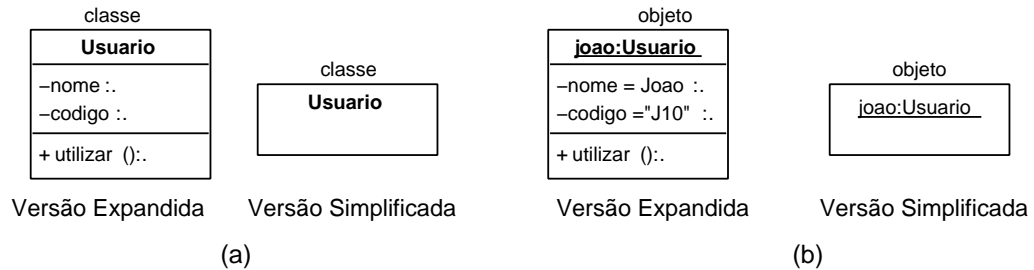 classe
Usuario
−nome :.
−codigo :.
+ utilizar ():.
Versão Expandida
classe
Usuario
Versão Simplificada
(a)
objeto
joao:Usuario
−nome = Joao :.
−codigo ="J10" :.
+ utilizar ():.
Versão Expandida
objeto
joao:Usuario
Versão Simplificada
(b)